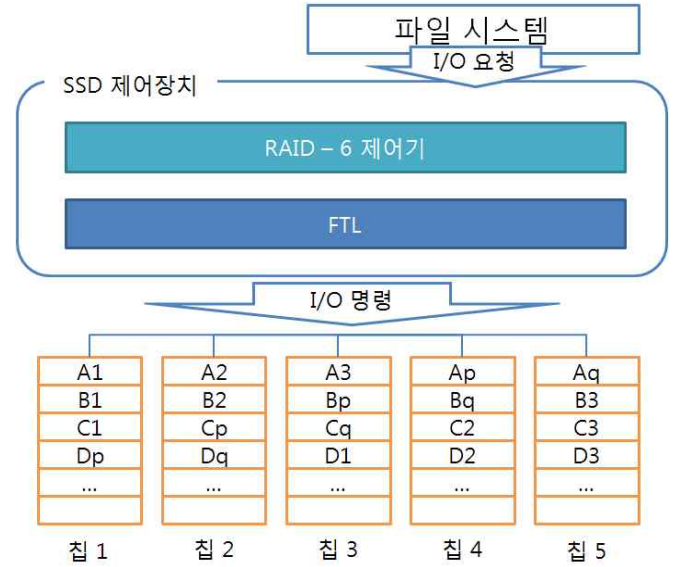 파일 시스템
I/O 요청
SSD 제어장치
RAID – 6 제어기
FTL
I/O 명령
A1 A2 A3 Ap Aq
B1 B2 Bp Bq B3
C1 Cp Cq C2 C3
Dp Dq D1 D2 D3
... ... ... ... ...
칩 1 칩 2 칩 3 칩 4 칩 5